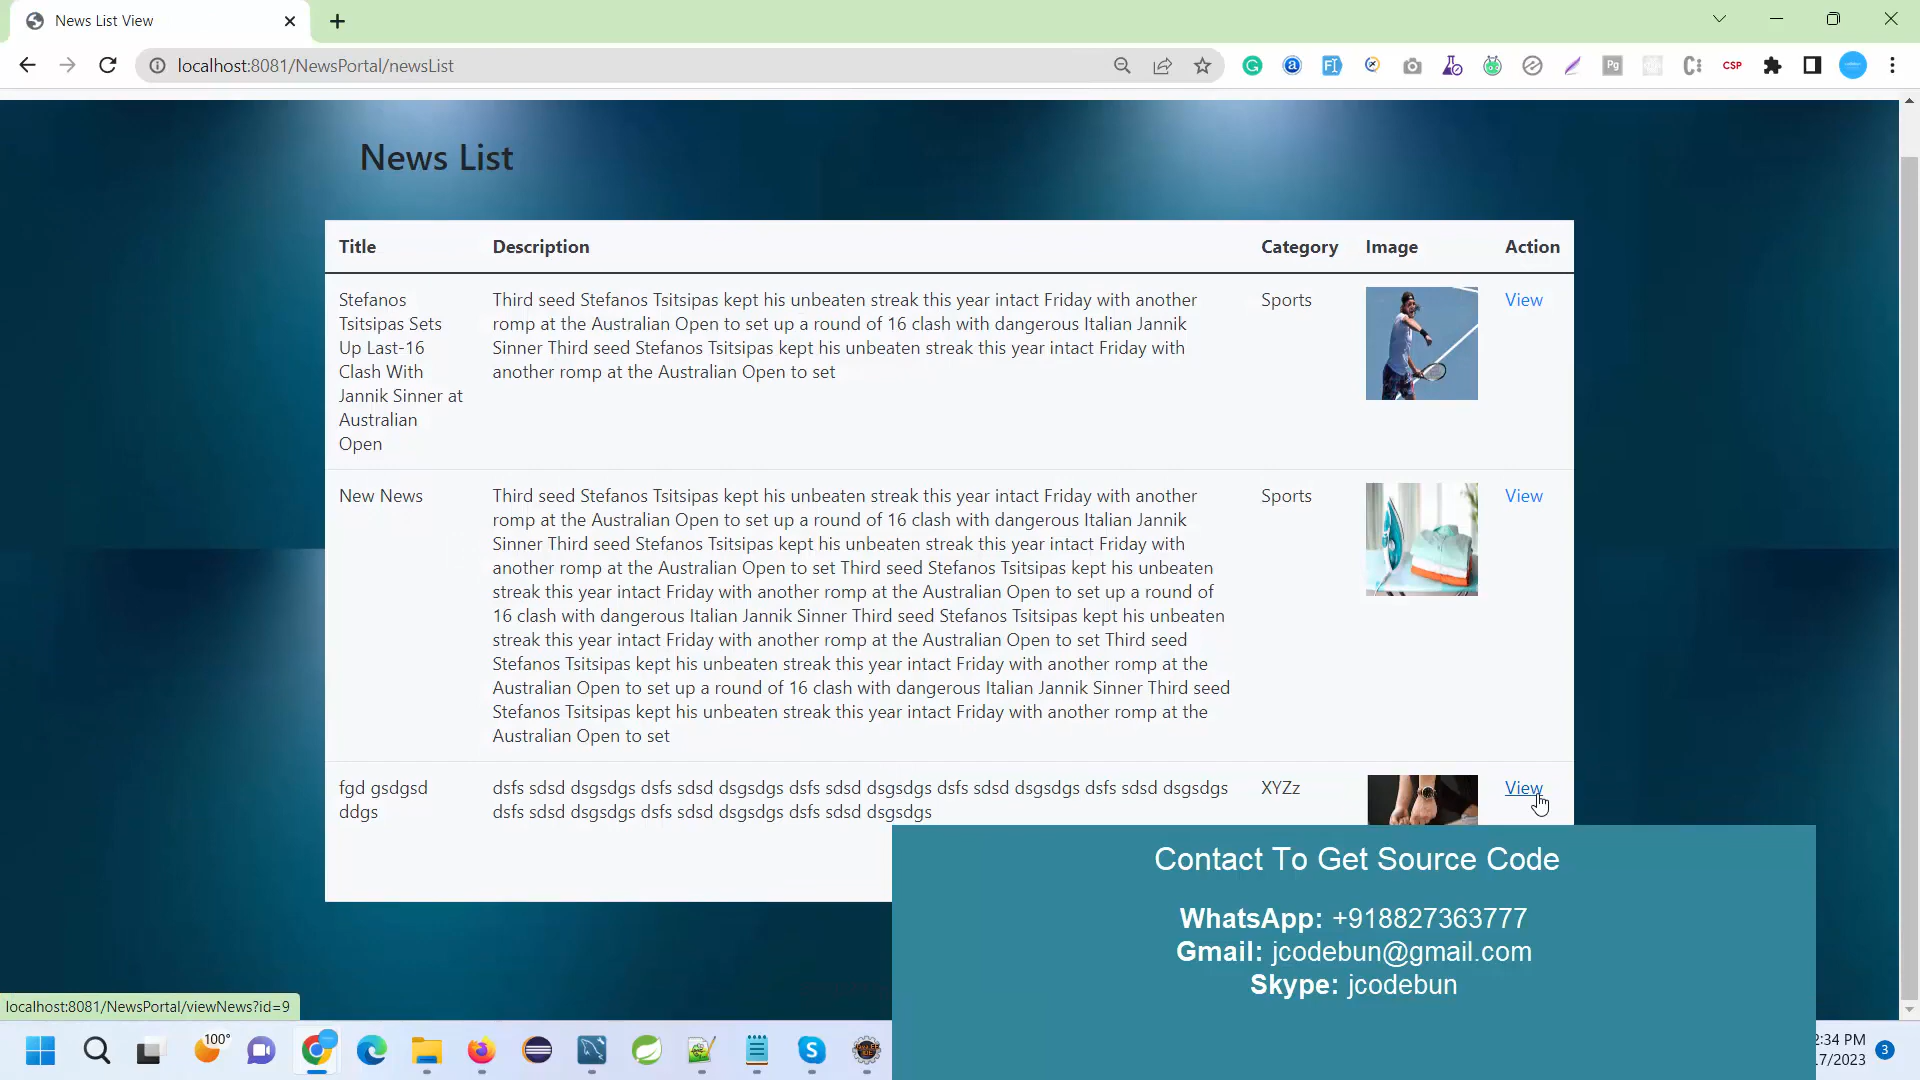 News List View
localhost:8081/NewsPortal/newsList
Pg
CSP
News List
Title Description Category Image Action
Stefanos
Tsitsipas Sets
Up Last-16
Clash With
Jannik Sinner at
Australian
Open
Third seed Stefanos Tsitsipas kept his unbeaten streak this year intact Friday with another
romp at the Australian Open to set up a round of 16 clash with dangerous Italian Jannik
Sinner Third seed Stefanos Tsitsipas kept his unbeaten streak this year intact Friday with
another romp at the Australian Open to set
Sports
View
New News
Third seed Stefanos Tsitsipas kept his unbeaten streak this year intact Friday with another
romp at the Australian Open to set up a round of 16 clash with dangerous Italian Jannik
Sinner Third seed Stefanos Tsitsipas kept his unbeaten streak this year intact Friday with
another romp at the Australian Open to set Third seed Stefanos Tsitsipas kept his unbeaten
streak this year intact Friday with another romp at the Australian Open to set up a round of
16 clash with dangerous Italian Jannik Sinner Third seed Stefanos Tsitsipas kept his unbeaten
streak this year intact Friday with another romp at the Australian Open to set Third seed
Stefanos Tsitsipas kept his unbeaten streak this year intact Friday with another romp at the
Australian Open to set up a round of 16 clash with dangerous Italian Jannik Sinner Third seed
Stefanos Tsitsipas kept his unbeaten streak this year intact Friday with another romp at the
Australian Open to set
Sports
View
fgd gsdgsd
ddgs
dsfs sdsd dsgsdgs dsfs sdsd dsgsdgs dsfs sdsd dsgsdgs dsfs sdsd dsgsdgs dsfs sdsd dsgsdgs
dsfs sdsd dsgsdgs dsfs sdsd dsgsdgs dsfs sdsd dsgsdgs
XYZz
View
Contact To Get Source Code
WhatsApp: +918827363777
Gmail: jcodebun@gmail.com
Skype: jcodebun
localhost:8081/NewsPortal/viewNews?id=9
100°
2:34 PM
7/2023
3